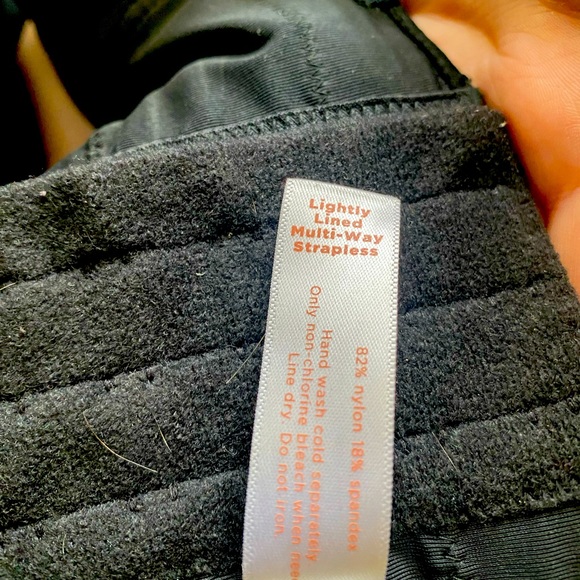 Lightly
Lined
Multi-Way
Strapless
82% nylon 18% spandex
Hand wash cold separately
Only non-chlorine bleach when
Line dry. Do not iron